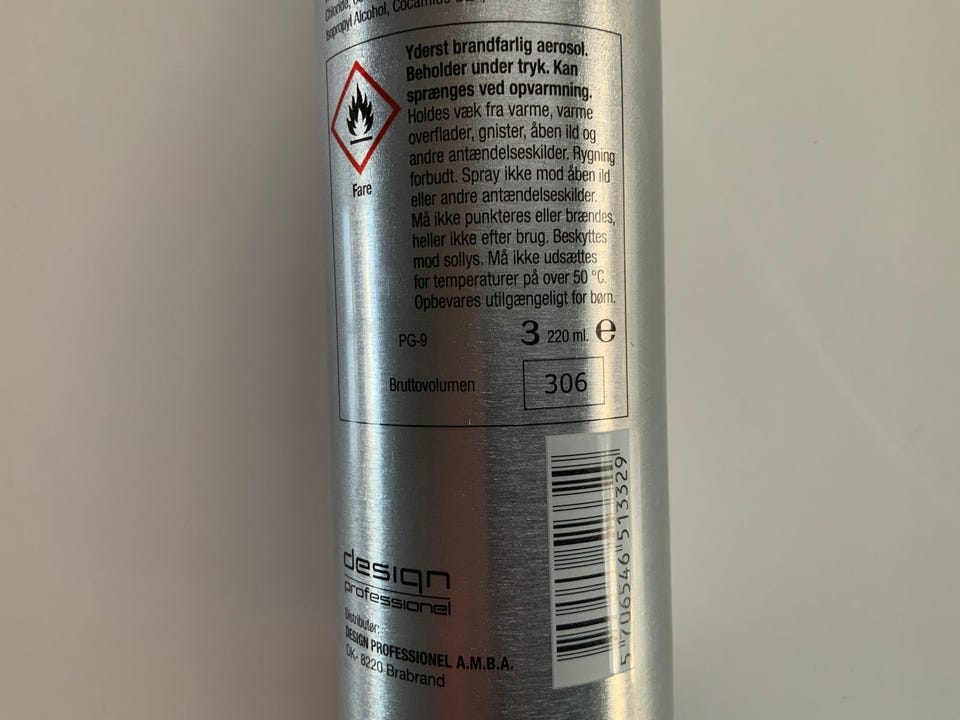 Chloride,
Isopropyl Alcohol, Cocamide
Yderst brandfarlig aerosol.
Beholder under tryk. Kan
sprænges ved opvarmning.
Holdes væk fra varme, varme
overflader, gnister, åben ild og
andre antændelseskilder. Rygning
forbudt. Spray ikke mod åben ild
eller andre antændelseskilder.
Må ikke punkteres eller brændes,
heller ikke efter brug. Beskyttes
mod sollys. Må ikke udsættes
for temperaturer på over 50 °C.
Opbevares utilgængeligt for børn.
Fare
PG-9 3 220 ml. e
Bruttovolumen 306
5 706546 513329
design
professionel
Distributør:
DESIGN PROFESSIONEL A.M.B.A.
DK- 8220 Brabrand